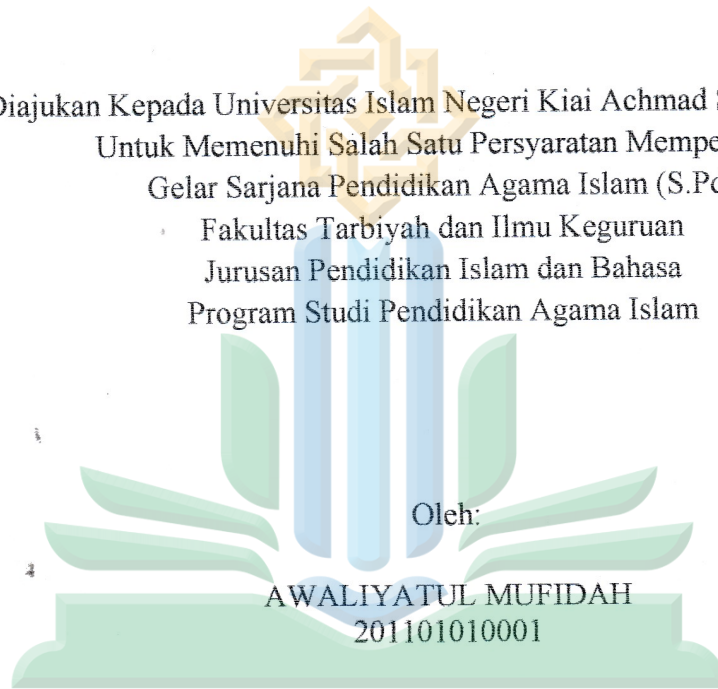 Diajukan Kepada Universitas Islam Negeri Kiai Achmad
Untuk Memenuhi Salah Satu Persyaratan
Gelar Sarjana Pendidikan Agama Islam
Fakultas Tarbiyah dan Ilmu Keguruan
Jurusan Pendidikan Islam dan Bahasa
Program Studi Pendidikan Agama Islam
Oleh:
AWALIYATUL MUFIDAH
201101010001